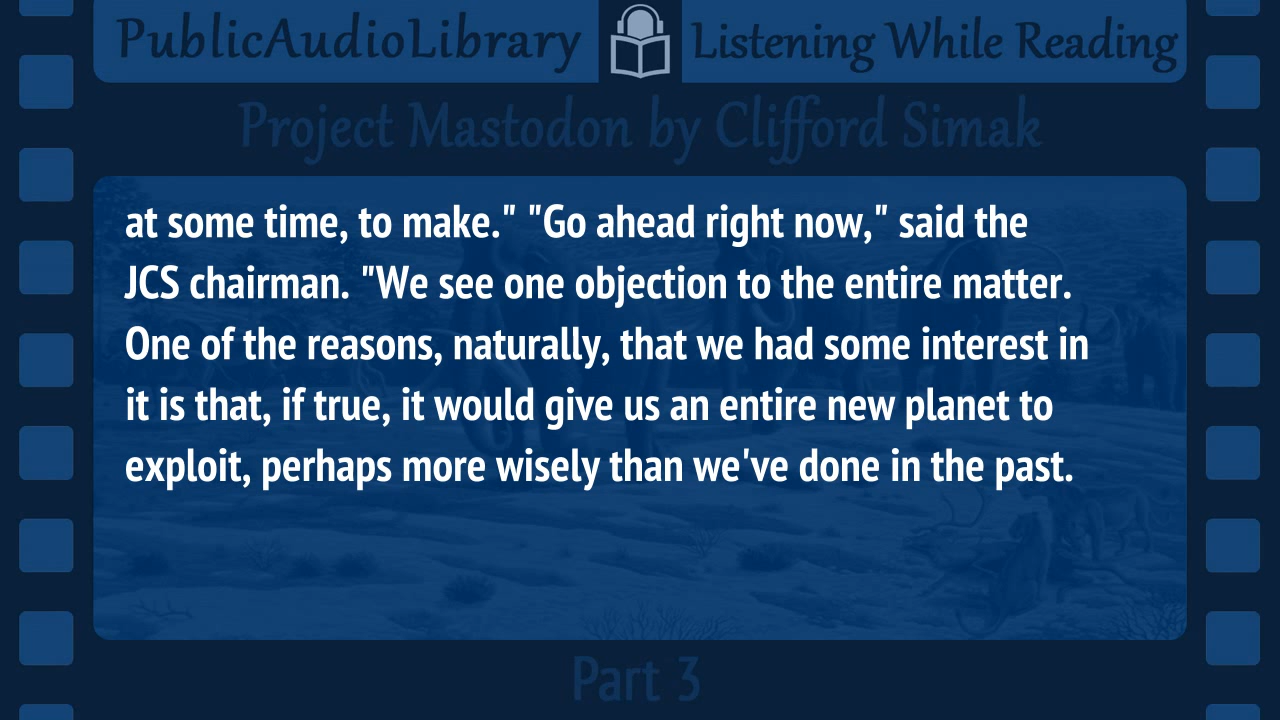 PublicAudioLibrary Listening While Reading
Project Mastodon by Clifford Simak
at some time, to make." "Go ahead right now," said the
JCS chairman. "We see one objection to the entire matter.
One of the reasons, naturally, that we had some interest in
it is that, if true, it would give us an entire new planet to
exploit, perhaps more wisely than we've done in the past.
Part 3